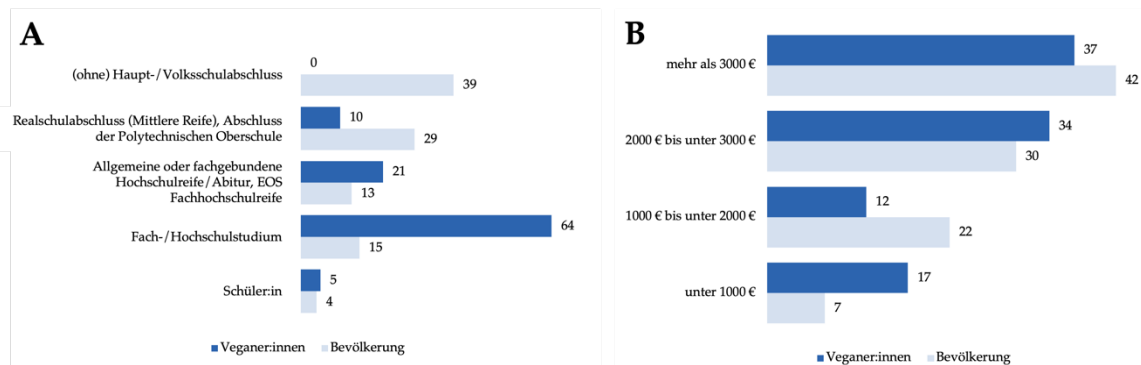 A
(ohne) Haupt-/Volksschulabschluss
0
39
Realschulabschluss (Mittlere Reife), Abschluss
der Polytechnischen Oberschule
10
29
Allgemeine oder fachgebundene
Hochschulreife/Abitur, EOS
Fachhochschulreife
21
13
Fach-/Hochschulstudium
64
15
Schüler:in
5
4
Veganer:innen Bevölkerung
B
mehr als 3000 €
37
42
2000 € bis unter 3000 €
34
30
1000 € bis unter 2000 €
12
22
unter 1000 €
17
7
Veganer:innen Bevölkerung